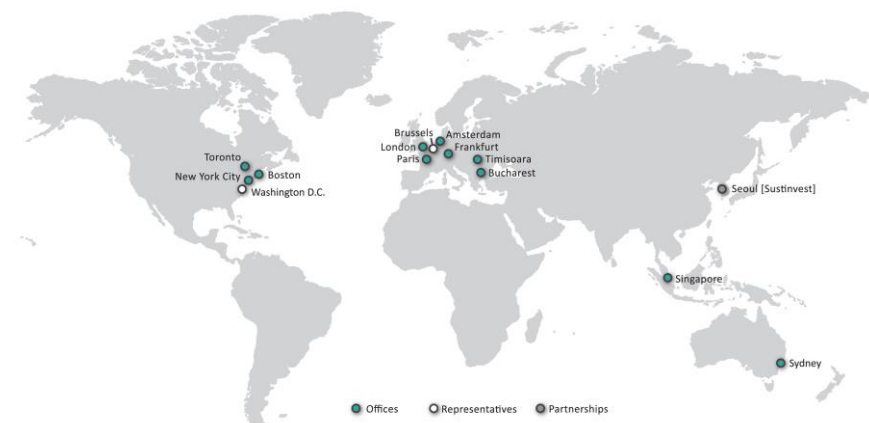 Brussels
Amsterdam
London
Frankfurt
Paris
Timisoara
Bucharest
Toronto
New York City
Boston
Washington D.C.
Seoul [Sustinvest]
Singapore
Sydney
Offices
Representatives
Partnerships